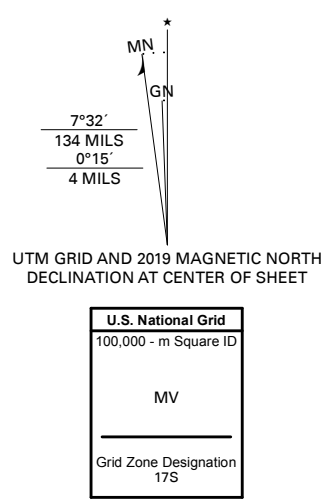 ★
MN
GN
7°32´
134 MILS
0°15´
4 MILS
UTM GRID AND 2019 MAGNETIC NORTH
DECLINATION AT CENTER OF SHEET
U.S. National Grid
100,000 - m Square ID
MV
Grid Zone Designation
17S